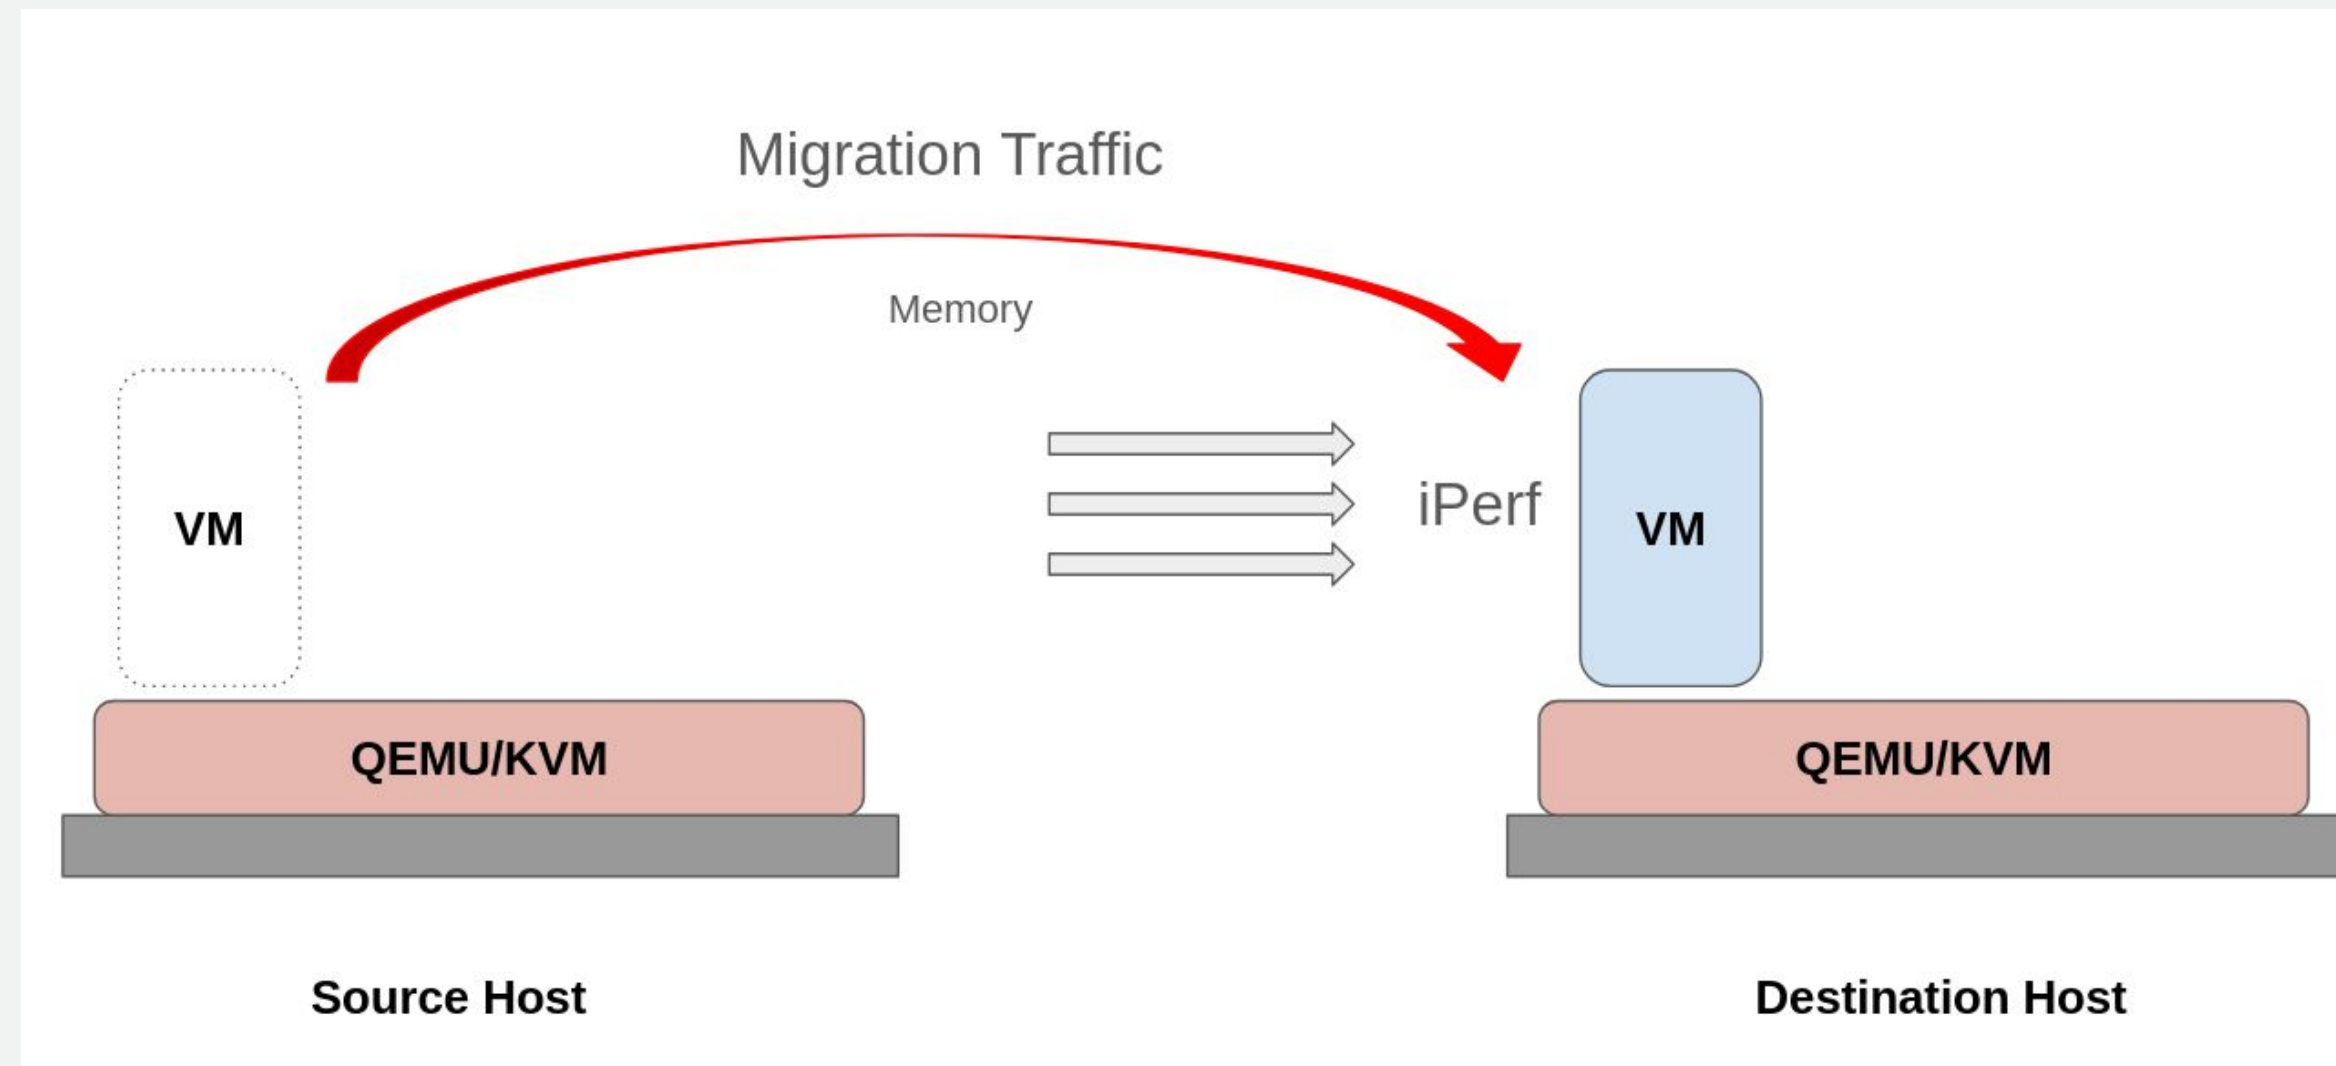 Migration Traffic
Memory
iPerf
VM
VM
QEMU/KVM
QEMU/KVM
Source Host
Destination Host